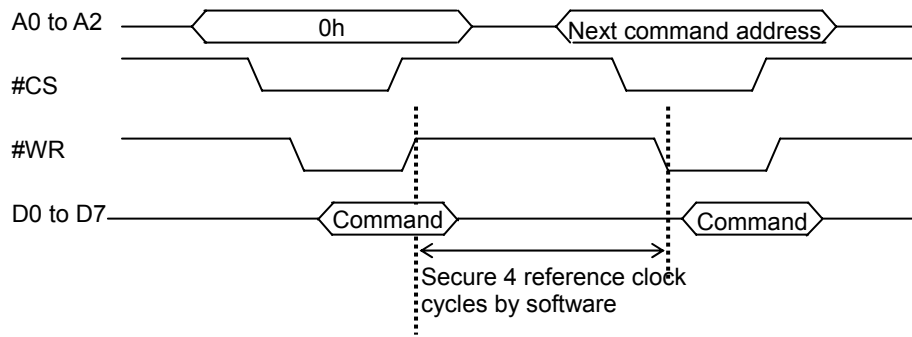 A0 to A2
0h
Next command address
#CS
#WR
D0 to D7
Command
Command
Secure 4 reference clock
cycles by software